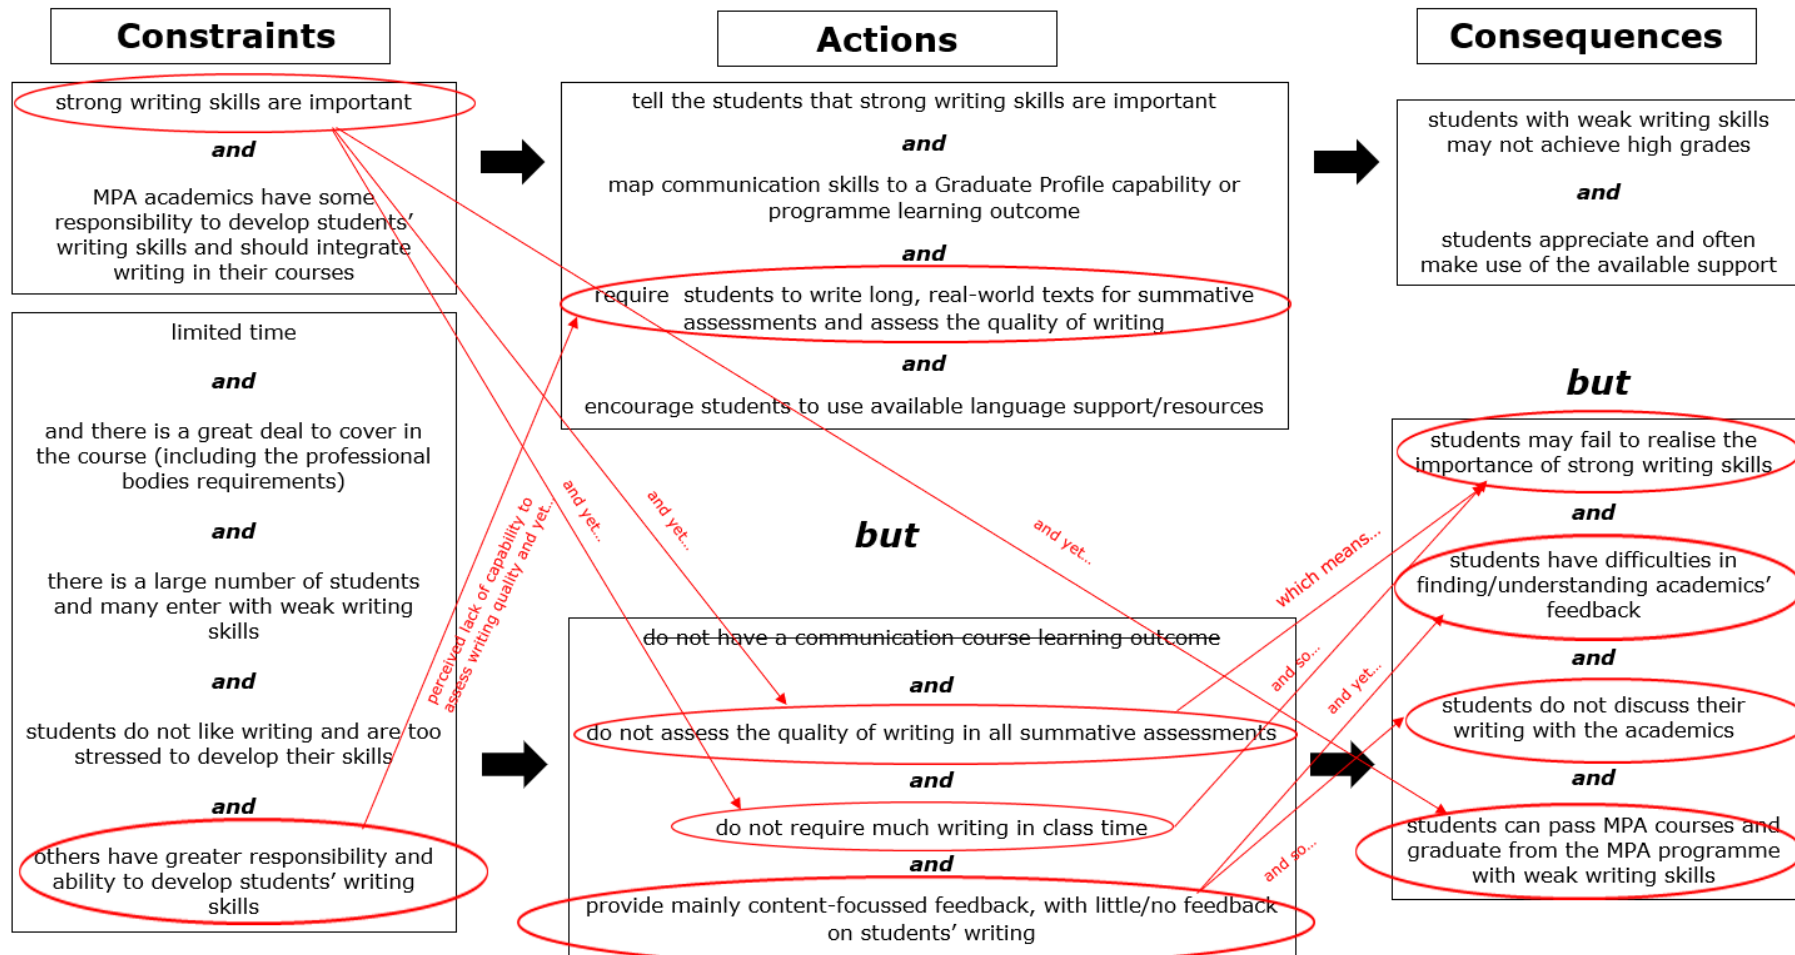 Constraints
strong writing skills are important
and
MPA academics have some
responsibility to develop students’
writing skills and should integrate
writing in their courses
limited time
and
and there is a great deal to cover in
the course (including the professional
bodies requirements)
and
there is a large number of students
and many enter with weak writing
skills
and
students do not like writing and are too
stressed to develop their skills
and
others have greater responsibility and
ability to develop students’ writing
skills
perceived lack of capability to
assess writing quality and yet...
and yet...
and yet...
and yet...
Actions
tell the students that strong writing skills are important
and
map communication skills to a Graduate Profile capability or
programme learning outcome
and
require students to write long, real-world texts for summative
assessments and assess the quality of writing
and
encourage students to use available language support/resources
but
do not have a communication course learning outcome
and
do not assess the quality of writing in all summative assessments
and
do not require much writing in class time
and
provide mainly content-focussed feedback, with little/no feedback
on students’ writing
which means...
and so...
and yet...
and so...
Consequences
students with weak writing skills
may not achieve high grades
and
students appreciate and often
make use of the available support
but
students may fail to realise the
importance of strong writing skills
and
students have difficulties in
finding/understanding academics’
feedback
and
students do not discuss their
writing with the academics
and
students can pass MPA courses and
graduate from the MPA programme
with weak writing skills